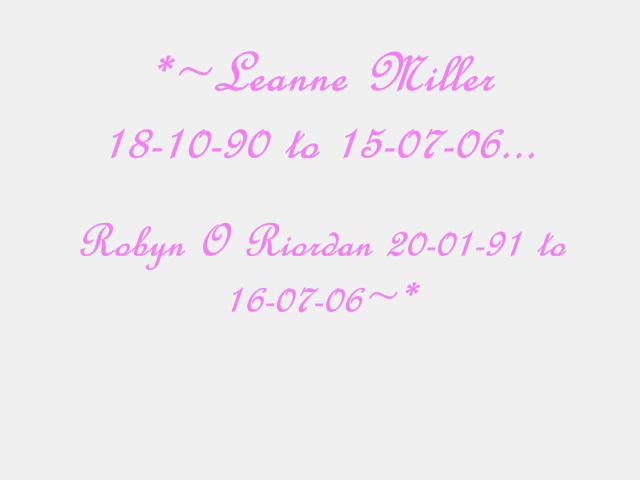 *~Leanne Miller
18-10-90 to 15-07-06...
Robyn O Riordan 20-01-91 to
16-07-06~*